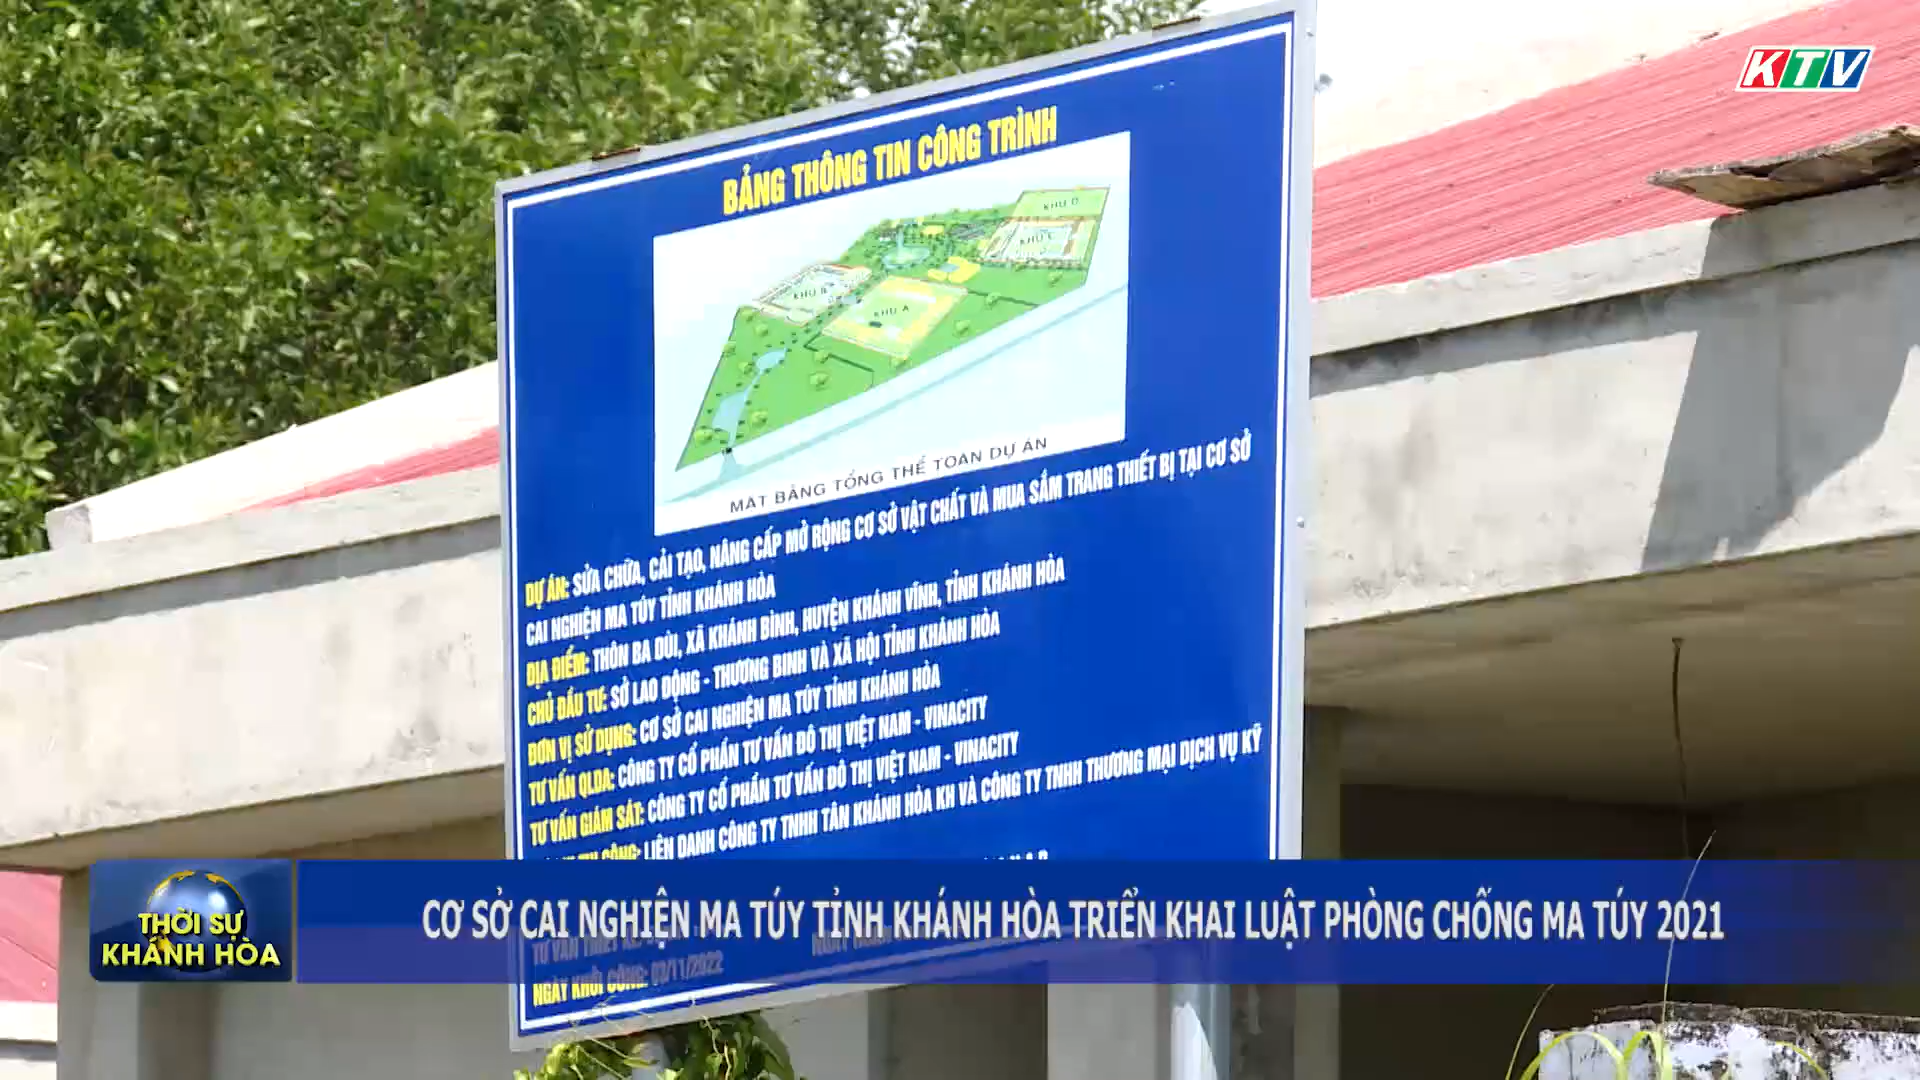 KTV
BẢNG THÔNG TIN CÔNG TRÌNH
KHU D
KHU C
KHU B
KHU A
MẶT BẰNG TỔNG THỂ TOÀN DỰ ÁN
DỰ ÁN: SỬA CHỮA, CẢI TẠO, NÂNG CẤP MỞ RỘNG CƠ SỞ VẬT CHẤT VÀ MUA SẮM TRANG THIẾT BỊ TẠI CƠ SỞ
CAI NGHIỆN MA TÚY TỈNH KHÁNH HÒA
ĐỊA ĐIỂM: THÔN BA DÙI, XÃ KHÁNH BÌNH, HUYỆN KHÁNH VĨNH, TỈNH KHÁNH HÒA
CHỦ ĐẦU TƯ: SỞ LAO ĐỘNG - THƯƠNG BINH VÀ XÃ HỘI TỈNH KHÁNH HÒA
ĐƠN VỊ SỬ DỤNG: CƠ SỞ CAI NGHIỆN MA TÚY TỈNH KHÁNH HÒA
TƯ VẤN QLDA: CÔNG TY CỔ PHẦN TƯ VẤN ĐÔ THỊ VIỆT NAM - VINACITY
TƯ VẤN GIÁM SÁT: CÔNG TY CỔ PHẦN TƯ VẤN ĐÔ THỊ VIỆT NAM - VINACITY
THI CÔNG: LIÊN DANH CÔNG TY TNHH TÂN KHÁNH HÒA KH VÀ CÔNG TY TNHH THƯƠNG MẠI DỊCH VỤ KỸ
TƯ VẤN THIẾT KẾ:
NGÀY KHỞI CÔNG: 03/11/2022
THỜI SỰ
KHÁNH HÒA
CƠ SỞ CAI NGHIỆN MA TÚY TỈNH KHÁNH HÒA TRIỂN KHAI LUẬT PHÒNG CHỐNG MA TÚY 2021